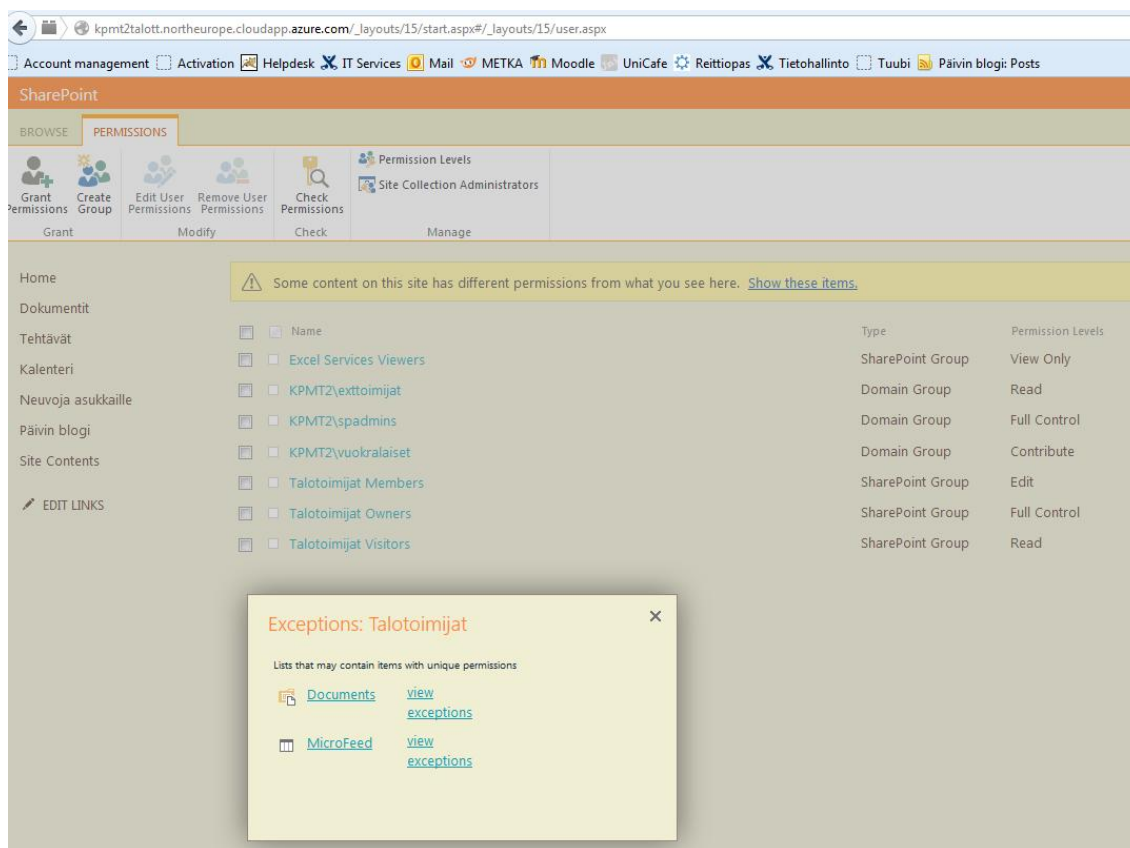 kpmt2talott.northeurope.cloudapp.azure.com/_layouts/15/start.aspx#/_layouts/15/user.aspx
Account management Activation Helpdesk IT Services Mail METKA Moodle UniCafe Reittiopas Tietohallinto Tuubi Päivin blogi: Posts
SharePoint
BROWSE PERMISSIONS
Grant Permissions
Create Group
Edit User Permissions
Remove User Permissions
Check Permissions
Permission Levels
Site Collection Administrators
Grant Modify Check Manage
Home
Dokumentit
Tehtävät
Kalenteri
Neuvoja asukkaille
Päivin blogi
Site Contents
EDIT LINKS
Some content on this site has different permissions from what you see here. Show these items.
Name Type Permission Levels
Excel Services Viewers SharePoint Group View Only
KPMT2\exttoimijat Domain Group Read
KPMT2\spadmins Domain Group Full Control
KPMT2\vuokralaiset Domain Group Contribute
Talotoimijat Members SharePoint Group Edit
Talotoimijat Owners SharePoint Group Full Control
Talotoimijat Visitors SharePoint Group Read
Exceptions: Talotoimijat
Lists that may contain items with unique permissions
Documents view
exceptions
MicroFeed view
exceptions